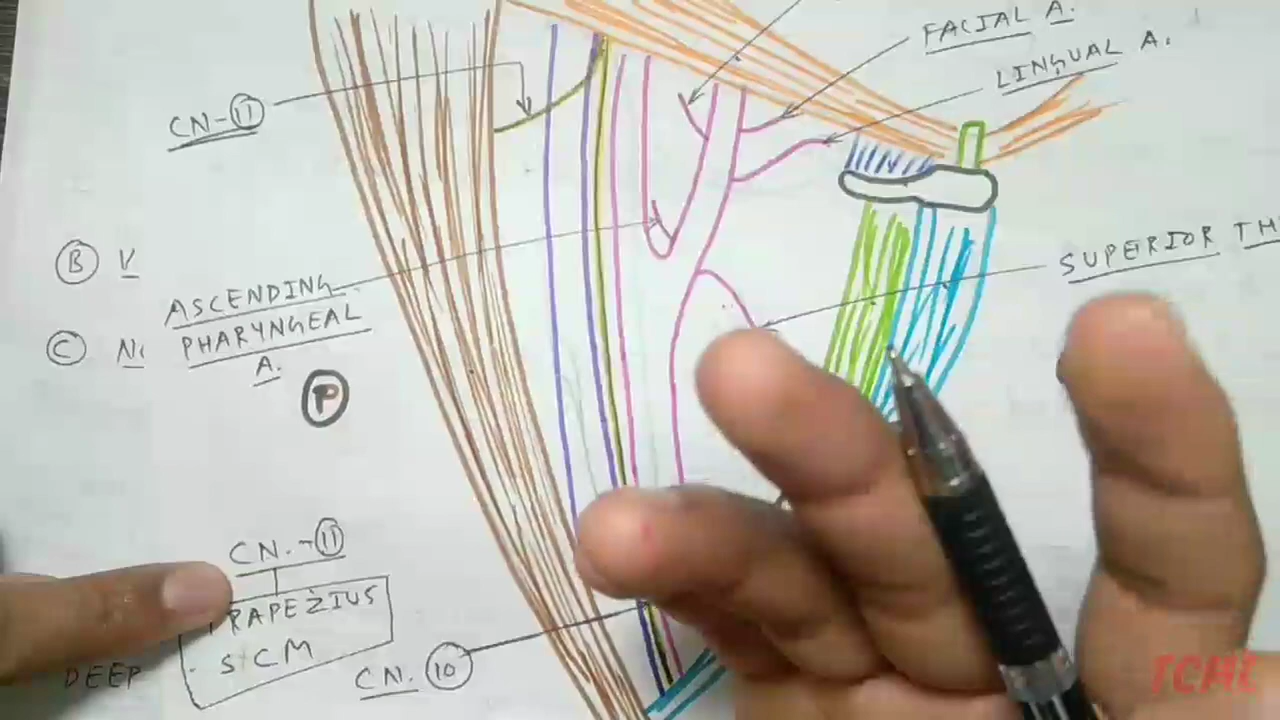 FACIAL A.
LINGUAL A.
CN-11
B V
ASCENDING
PHARYNGEAL
A.
C N.
SUPERIOR TH
P
CN.-11
RAPEZIUS
SCM
DEEP
CN. 10
TCML